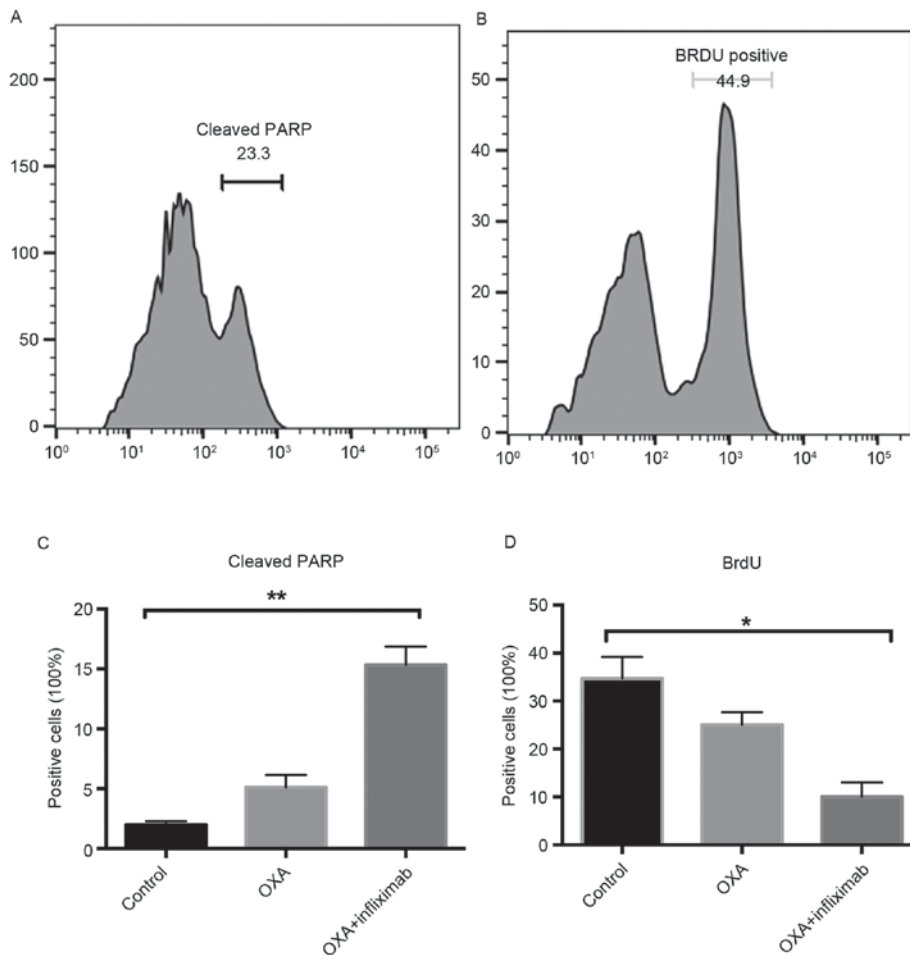 A
Cleaved PARP
23.3
200
150
100
50
0
10⁰ 10¹ 10² 10³ 10⁴ 10⁵
B
BRDU positive
44.9
50
40
30
20
10
0
10⁰ 10¹ 10² 10³ 10⁴ 10⁵
C
Cleaved PARP
**
Positive cells (100%)
20
15
10
5
0
Control
OXA
OXA+infliximab
D
BrdU
*
Positive cells (100%)
50
40
30
20
10
0
Control
OXA
OXA+infliximab